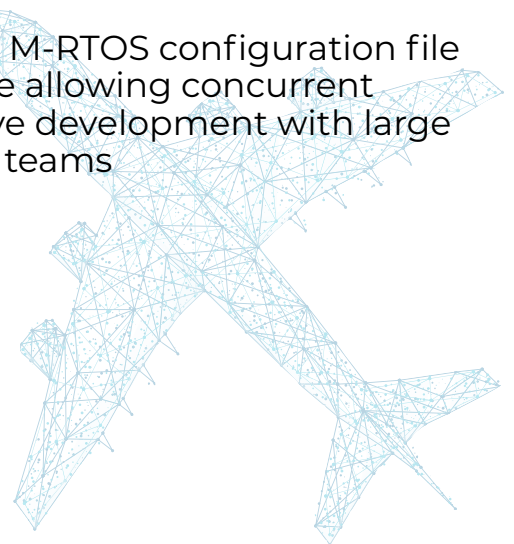 M-RTOS configuration file
e allowing concurrent
ve development with large
teams